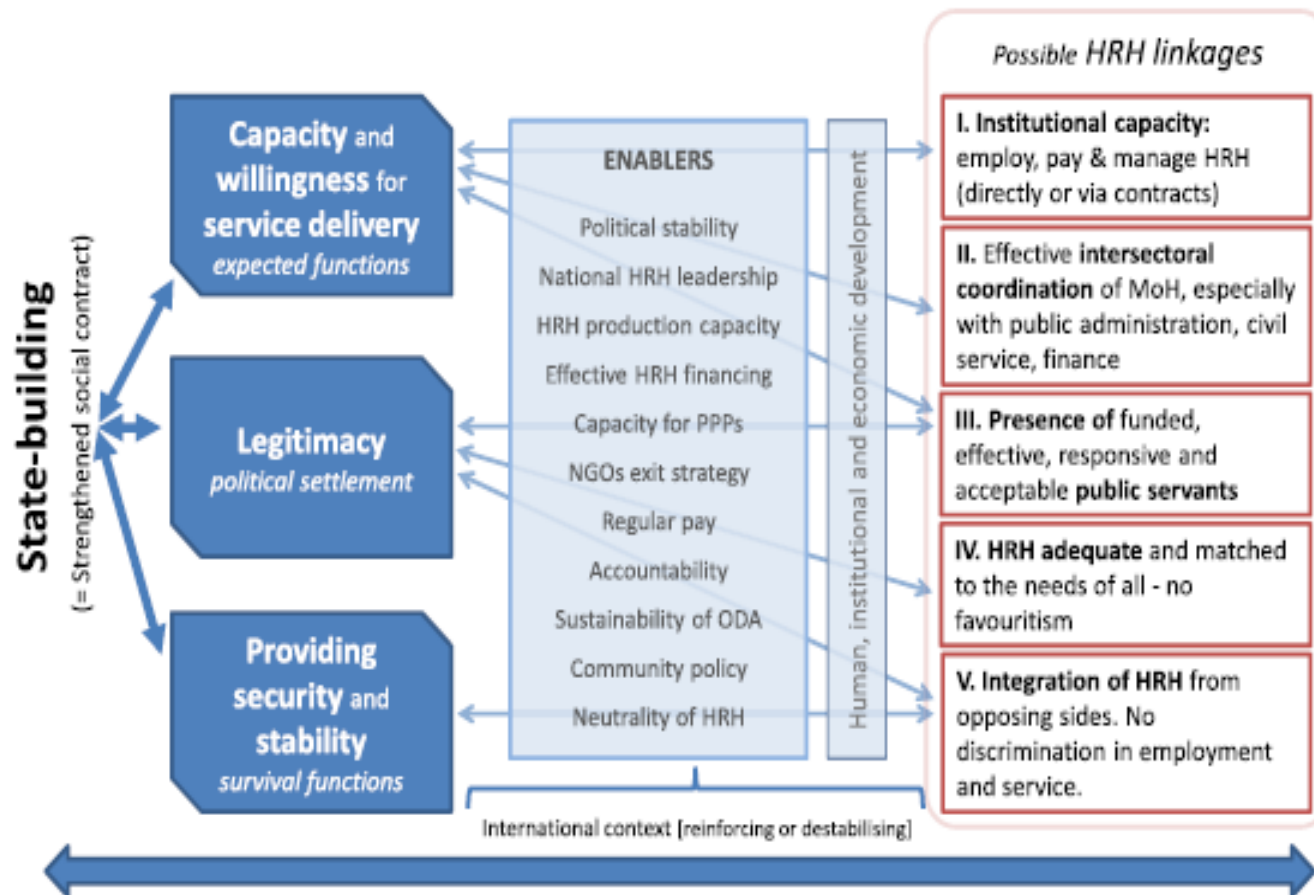 State-building
(= Strengthened social contract)
Capacity and
willingness for
service delivery
expected functions
Legitimacy
political settlement
Providing
security and
stability
survival functions
ENABLERS
Political stability
National HRH leadership
HRH production capacity
Effective HRH financing
Capacity for PPPs
NGOs exit strategy
Regular pay
Accountability
Sustainability of ODA
Community policy
Neutrality of HRH
Human, institutional and economic development
Possible HRH linkages
I. Institutional capacity:
employ, pay & manage HRH
(directly or via contracts)
II. Effective intersectoral
coordination of MoH, especially
with public administration, civil
service, finance
III. Presence of funded,
effective, responsive and
acceptable public servants
IV. HRH adequate and matched
to the needs of all - no
favouritism
V. Integration of HRH from
opposing sides. No
discrimination in employment
and service.
International context [reinforcing or destabilising]